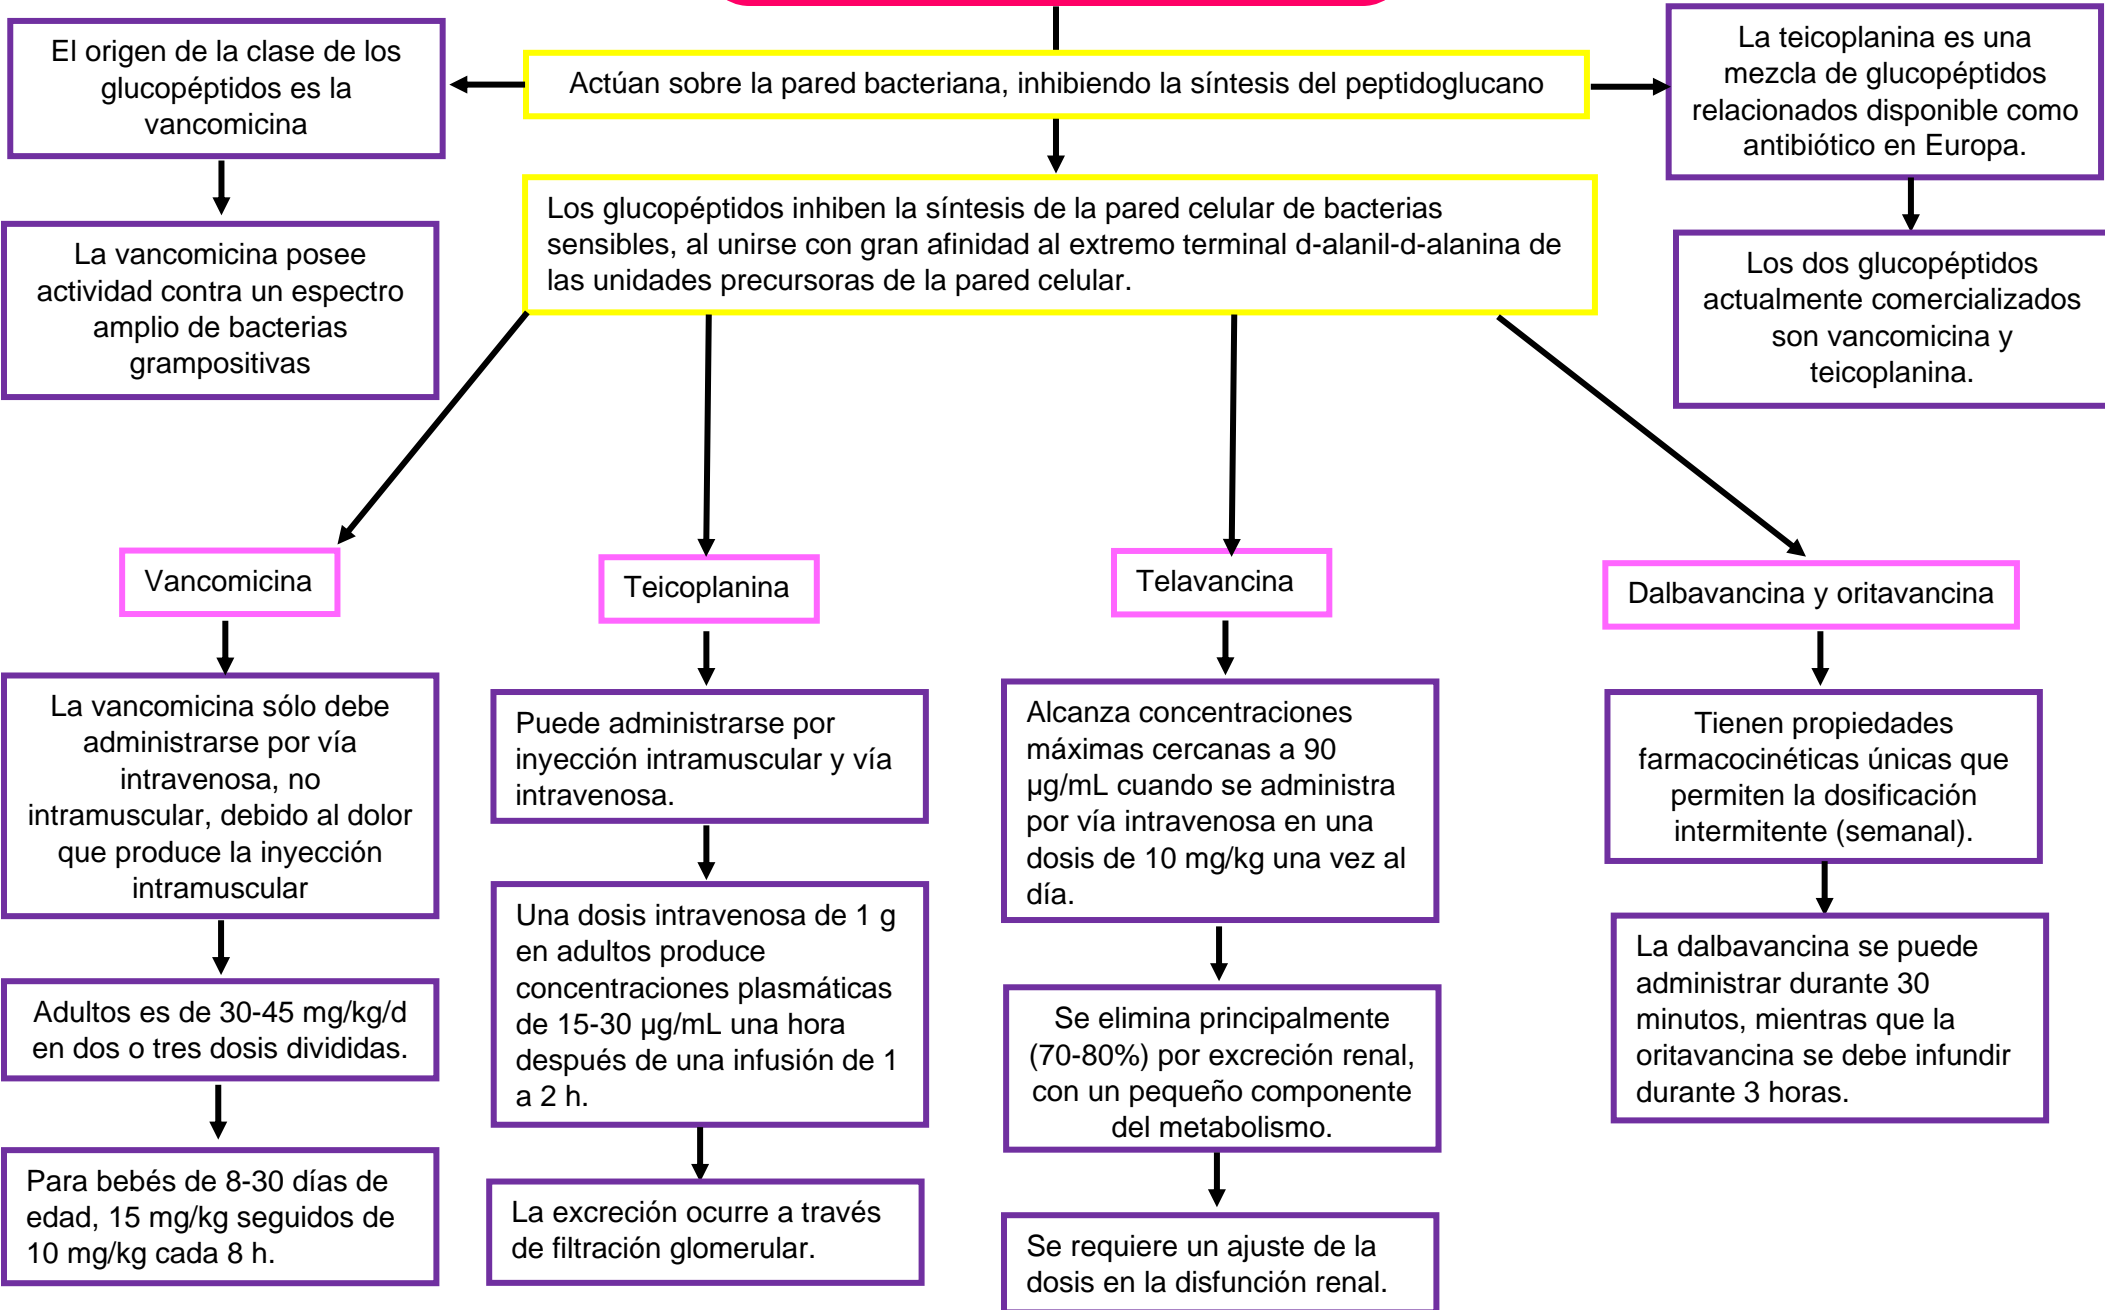 El origen de la clase de los
glucopéptidos es la
vancomicina
Actúan sobre la pared bacteriana, inhibiendo la síntesis del peptidoglucano
La teicoplanina es una
mezcla de glucopéptidos
relacionados disponible como
antibiótico en Europa.
La vancomicina posee
actividad contra un espectro
amplio de bacterias
grampositivas
Los glucopéptidos inhiben la síntesis de la pared celular de bacterias
sensibles, al unirse con gran afinidad al extremo terminal d-alanil-d-alanina de
las unidades precursoras de la pared celular.
Los dos glucopéptidos
actualmente comercializados
son vancomicina y
teicoplanina.
Vancomicina
La vancomicina sólo debe
administrarse por vía
intravenosa, no
intramuscular, debido al dolor
que produce la inyección
intramuscular
Adultos es de 30-45 mg/kg/d
en dos o tres dosis divididas.
Para bebés de 8-30 días de
edad, 15 mg/kg seguidos de
10 mg/kg cada 8 h.
Teicoplanina
Puede administrarse por
inyección intramuscular y vía
intravenosa.
Una dosis intravenosa de 1 g
en adultos produce
concentraciones plasmáticas
de 15-30 μg/mL una hora
después de una infusión de 1
a 2 h.
La excreción ocurre a través
de filtración glomerular.
Telavancina
Alcanza concentraciones
máximas cercanas a 90
μg/mL cuando se administra
por vía intravenosa en una
dosis de 10 mg/kg una vez al
día.
Se elimina principalmente
(70-80%) por excreción renal,
con un pequeño componente
del metabolismo.
Se requiere un ajuste de la
dosis en la disfunción renal.
Dalbavancina y oritavancina
Tienen propiedades
farmacocinéticas únicas que
permiten la dosificación
intermitente (semanal).
La dalbavancina se puede
administrar durante 30
minutos, mientras que la
oritavancina se debe infundir
durante 3 horas.